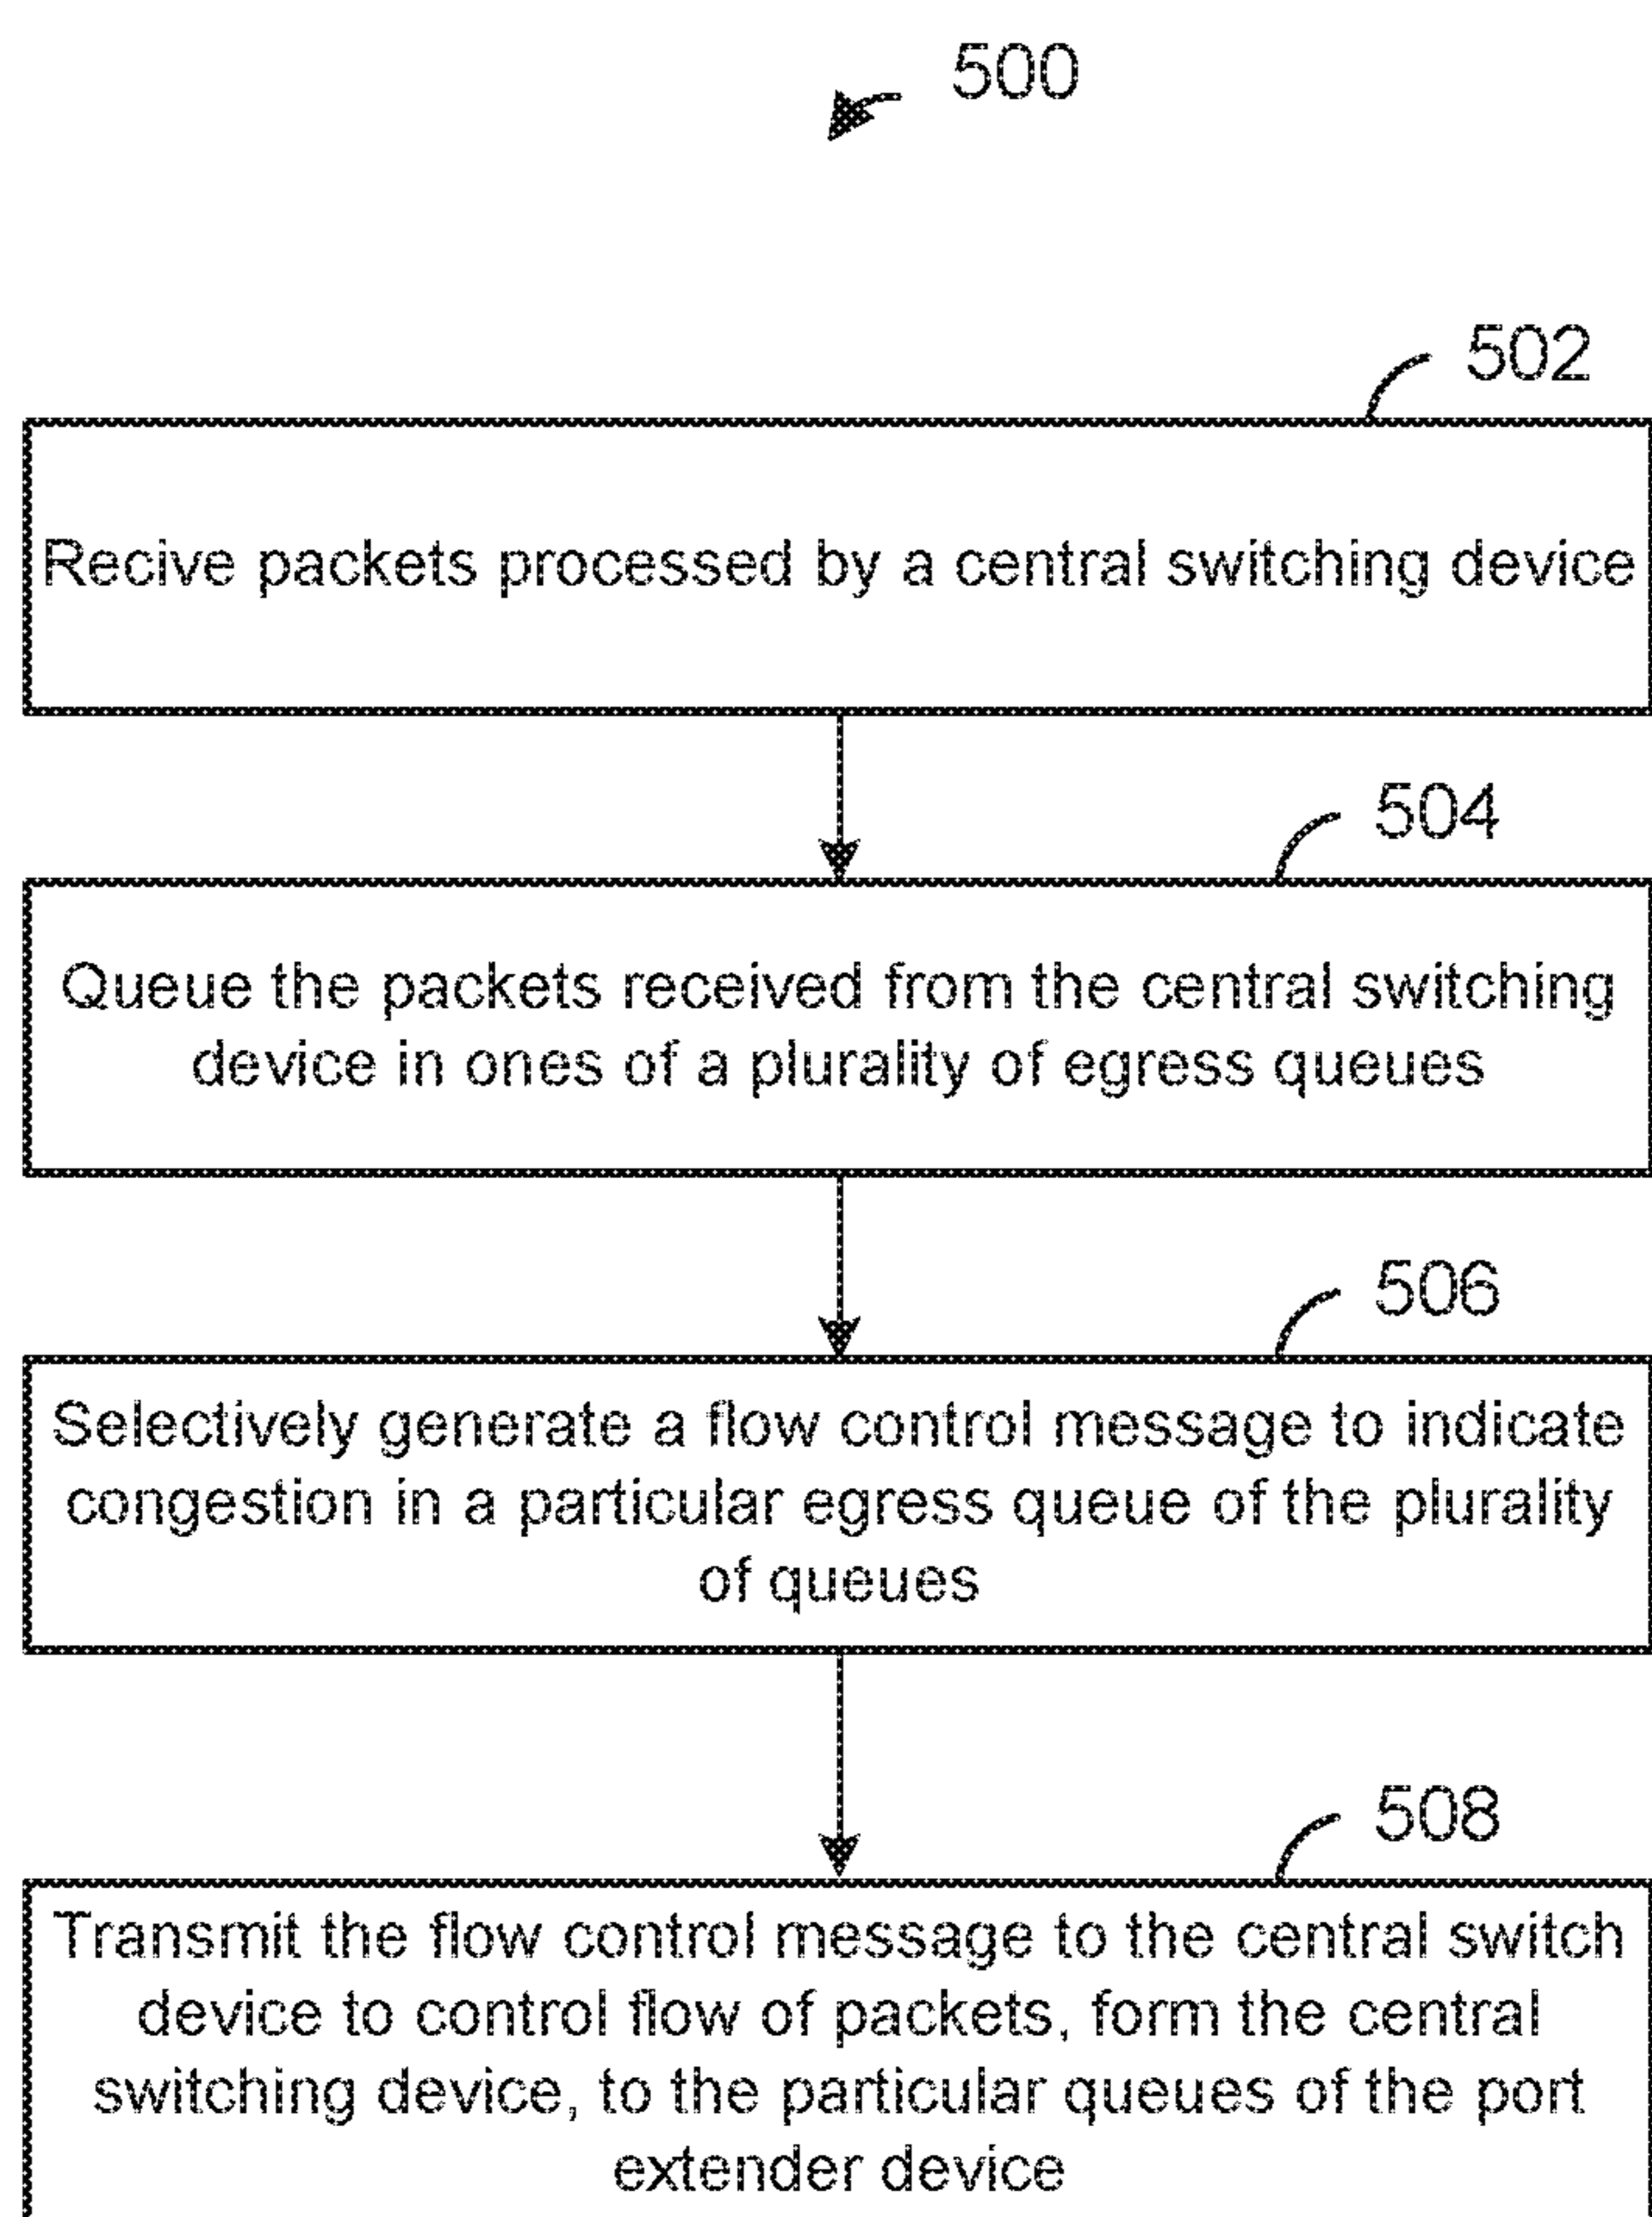 500
502
Recive packets processed by a central switching device
504
Queue the packets received from the central switching
device in ones of a plurality of egress queues
506
Selectively generate a flow control message to indicate
congestion in a particular egress queue of the plurality
of queues
508
Transmit the flow control message to the central switch
device to control flow of packets, form the central
switching device, to the particular queues of the port
extender device